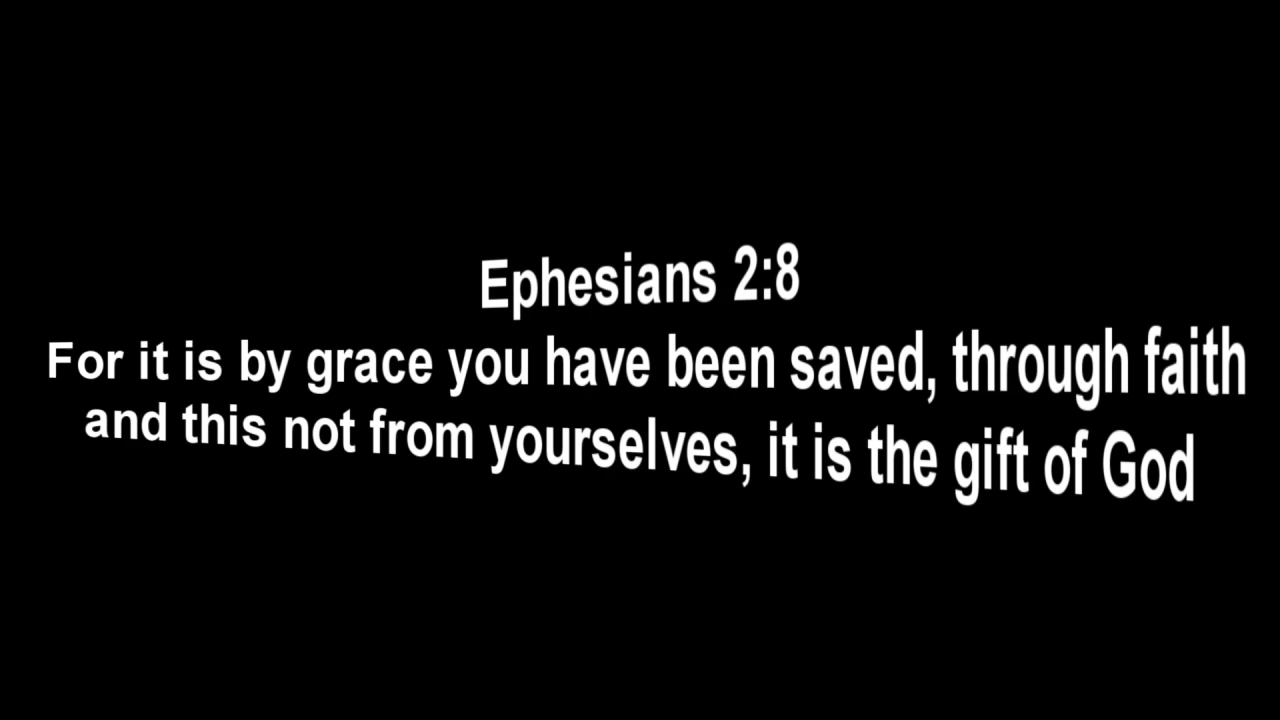 Ephesians 2:8
For it is by grace you have been saved, through faith
and this not from yourselves, it is the gift of God